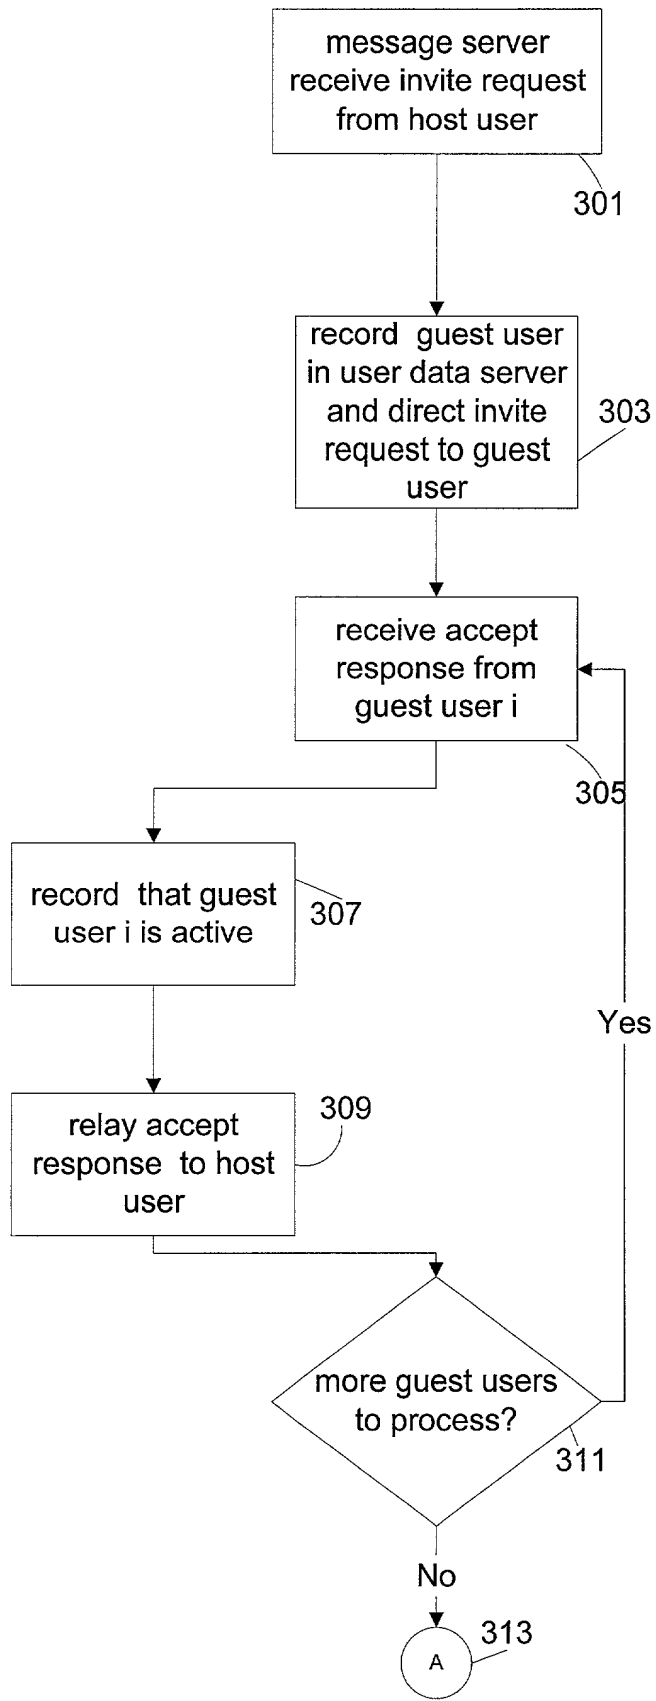 message server
receive invite request
from host user
301
record guest user
in user data server
and direct invite
request to guest
user
303
receive accept
response from
guest user i
305
record that guest
user i is active
307
Yes
relay accept
response to host
user
309
more guest users
to process?
311
No
A
313